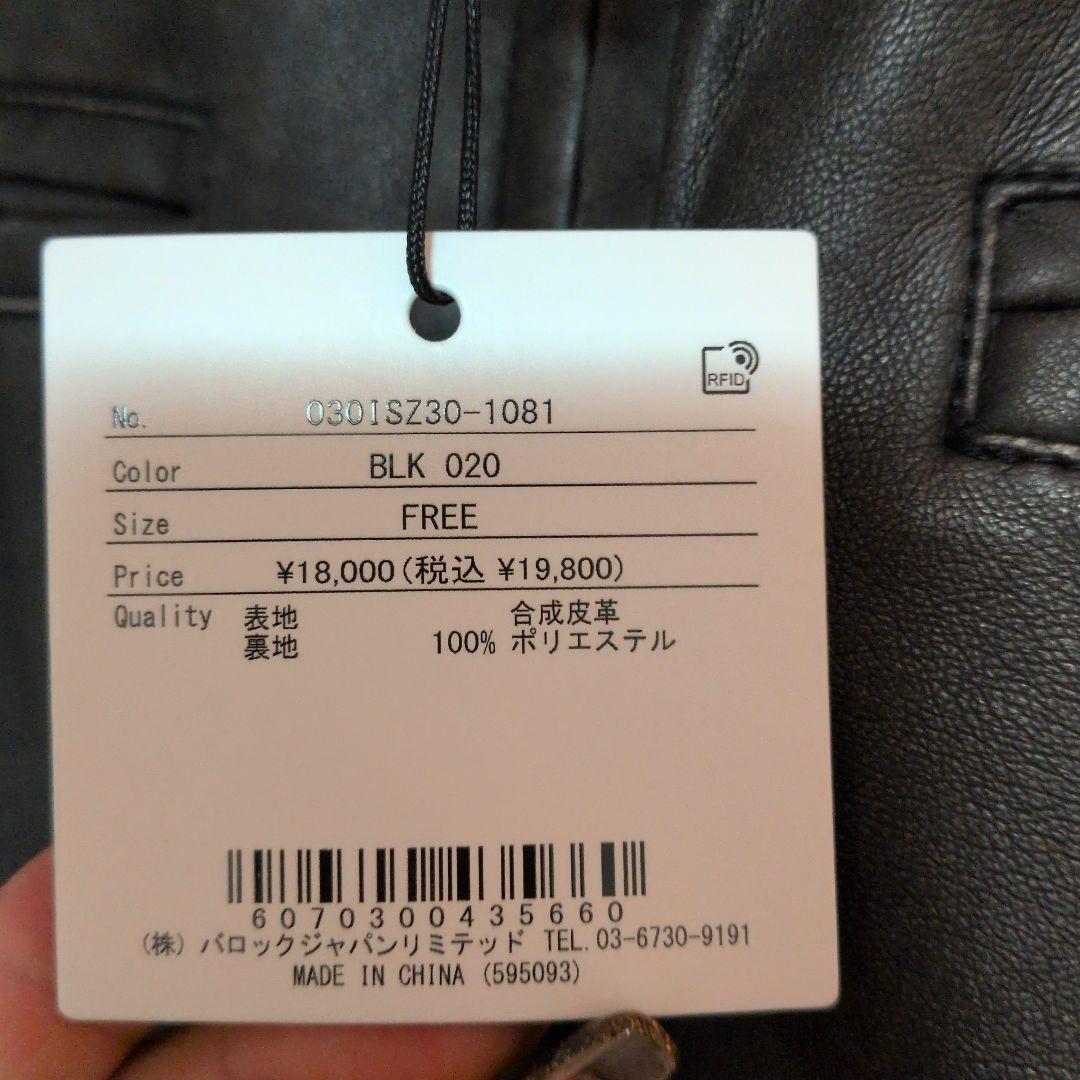 RFID
No. 030ISZ30-1081
Color BLK 020
Size FREE
Price ¥18,000(税込 ¥19,800)
Quality 表地 合成皮革
裏地 100% ポリエステル
6070300435660
(株) バロックジャパンリミテッド TEL.03-6730-9191
MADE IN CHINA (595093)